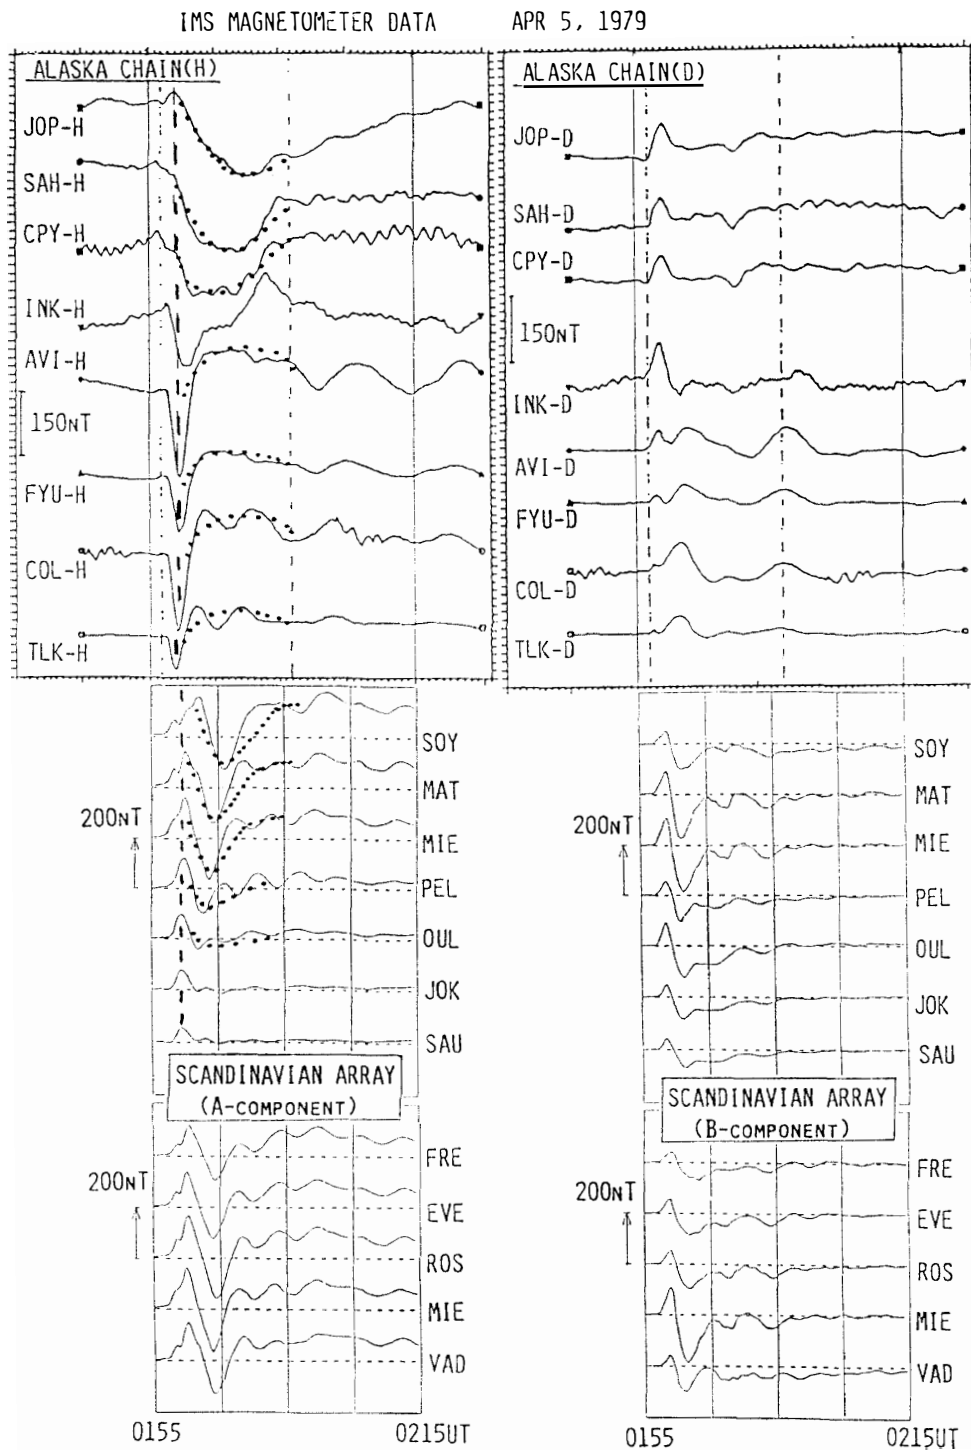 IMS MAGNETOMETER DATA APR 5, 1979
ALASKA CHAIN(H)
JOP-H
SAH-H
CPY-H
INK-H
AVI-H
150NT
FYU-H
COL-H
TLK-H
ALASKA CHAIN(D)
JOP-D
SAH-D
CPY-D
150NT
INK-D
AVI-D
FYU-D
COL-D
TLK-D
SOY
MAT
200NT
MIE
PEL
OUL
JOK
SAU
SCANDINAVIAN ARRAY
(A-COMPONENT)
FRE
200NT
EVE
ROS
MIE
VAD
0155 0215UT
SOY
MAT
200NT
MIE
PEL
OUL
JOK
SAU
SCANDINAVIAN ARRAY
(B-COMPONENT)
FRE
200NT
EVE
ROS
MIE
VAD
0155 0215UT